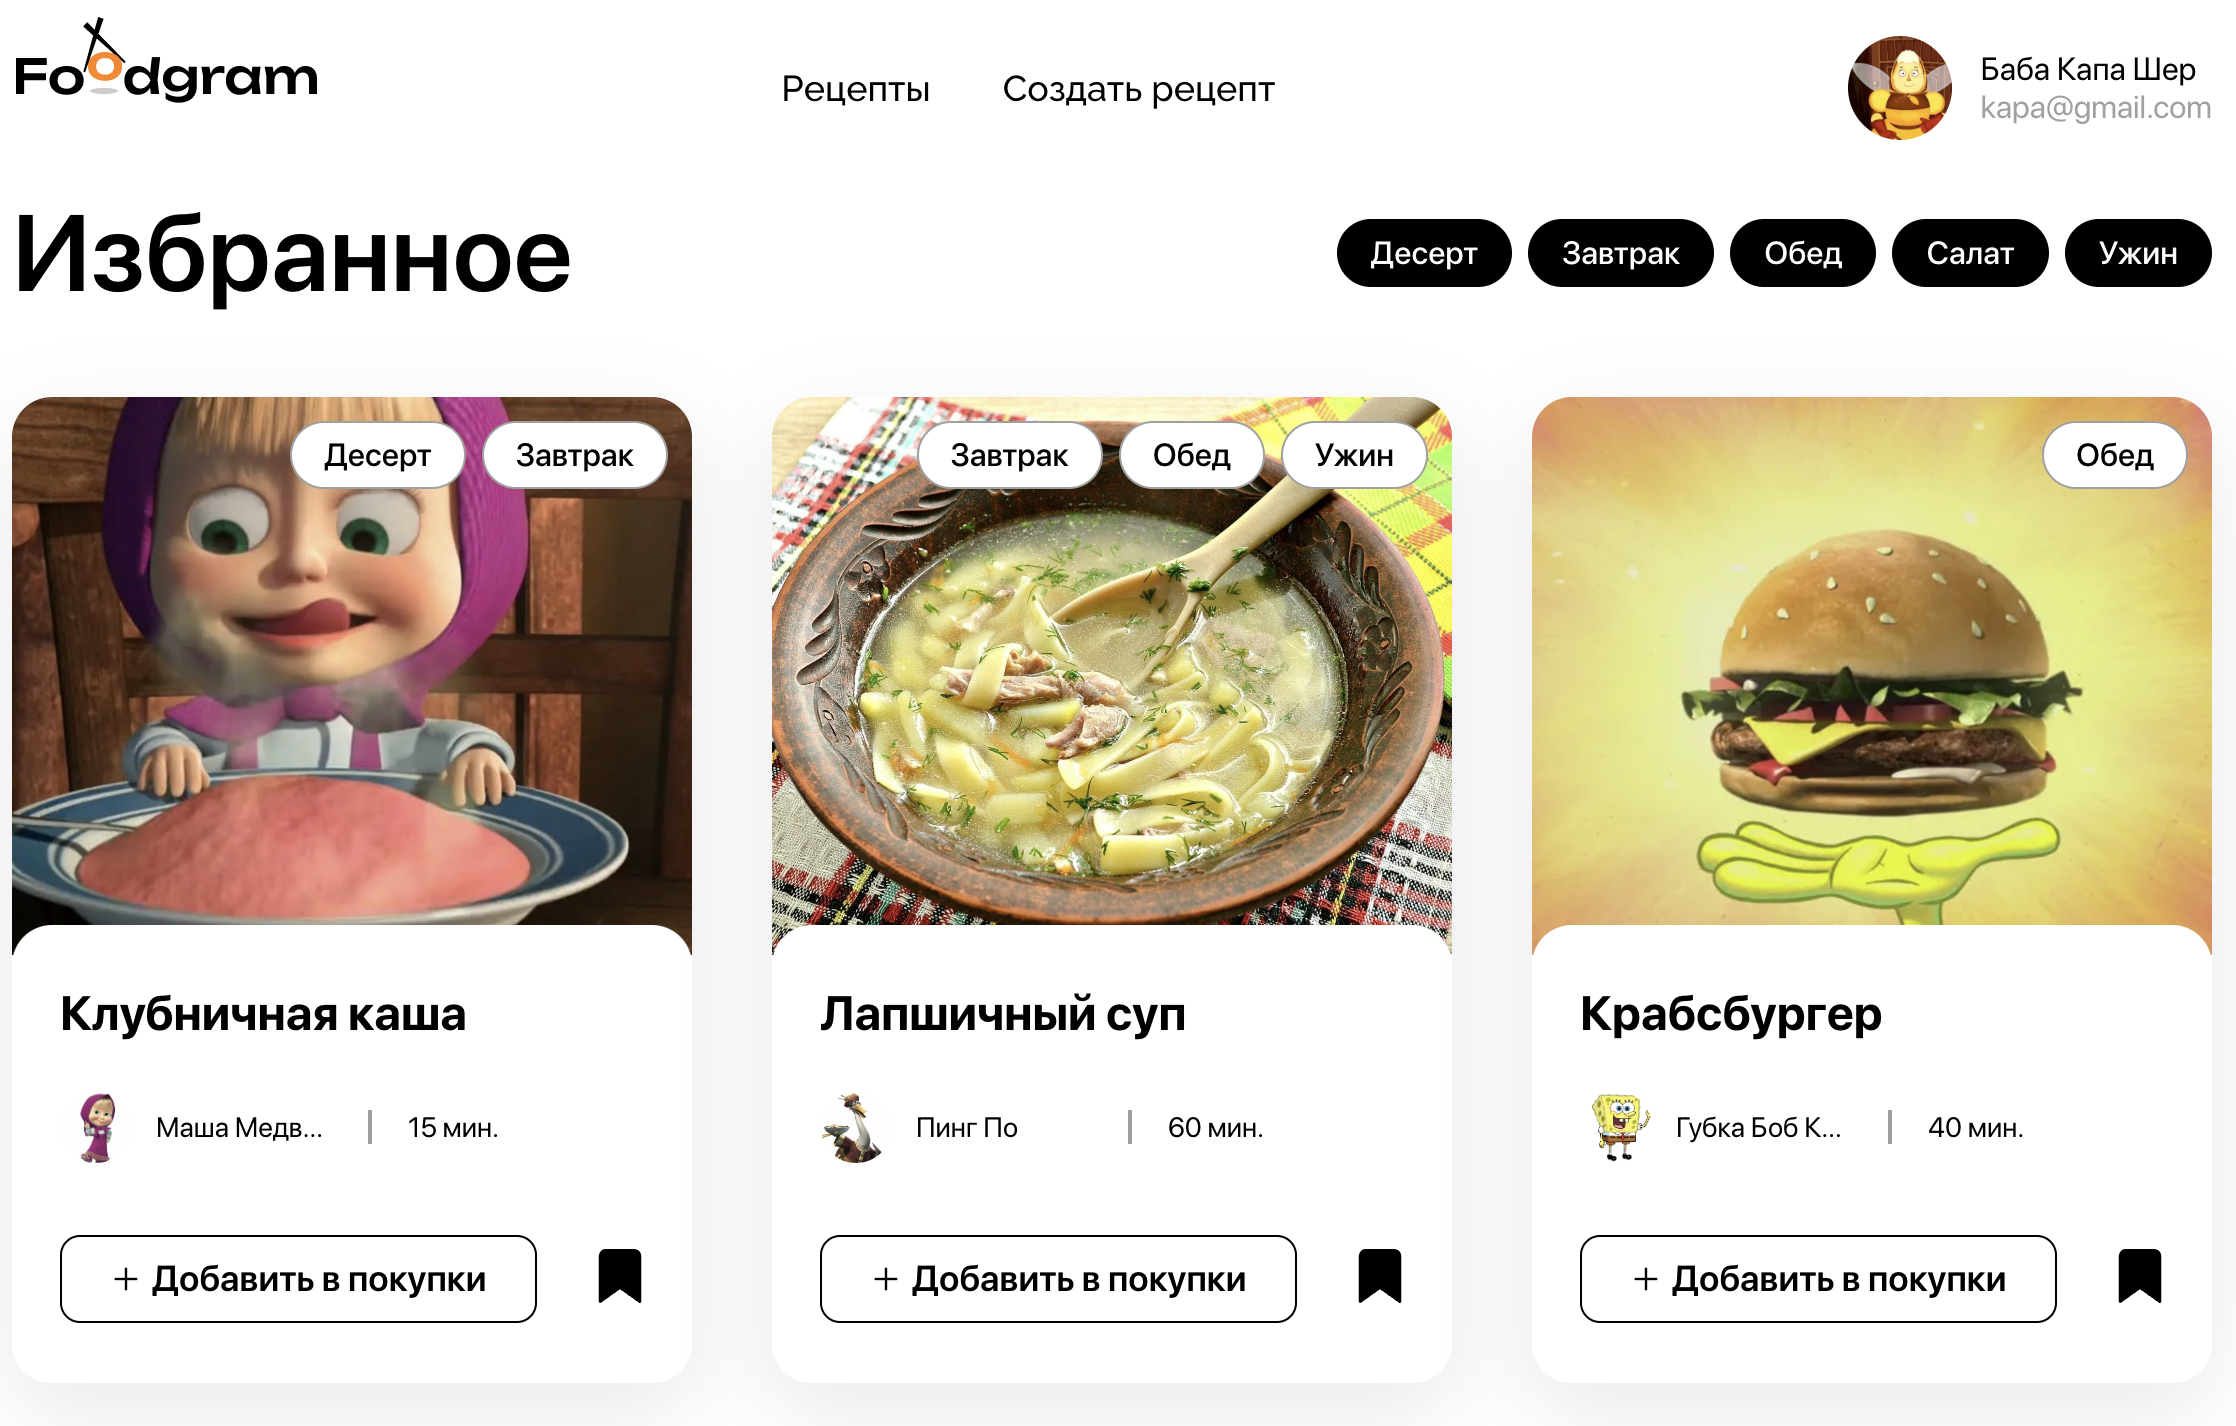 Foodgram
Рецепты
Создать рецепт
Баба Капа Шер
kapa@gmail.com
Избранное
Десерт
Завтрак
Обед
Салат
Ужин
Десерт
Завтрак
Завтрак
Обед
Ужин
Обед
Клубничная каша
Маша Медв...
15 мин.
+ Добавить в покупки
Лапшичный суп
Пинг По
60 мин.
+ Добавить в покупки
Крабсбургер
Губка Боб К...
40 мин.
+ Добавить в покупки